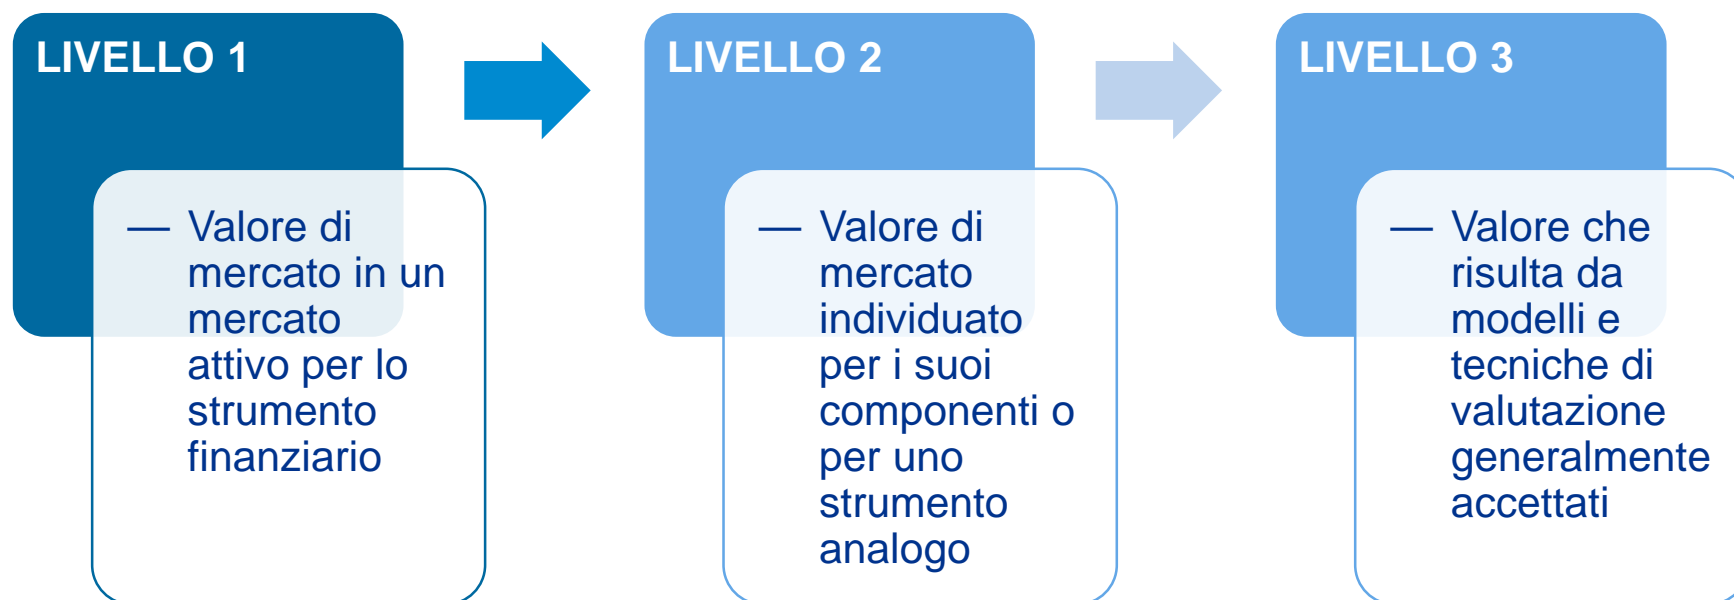 LIVELLO 1
— Valore di
mercato in un
mercato
attivo per lo
strumento
finanziario
LIVELLO 2
— Valore di
mercato
individuato
per i suoi
componenti o
per uno
strumento
analogo
LIVELLO 3
— Valore che
risulta da
modelli e
tecniche di
valutazione
generalmente
accettati